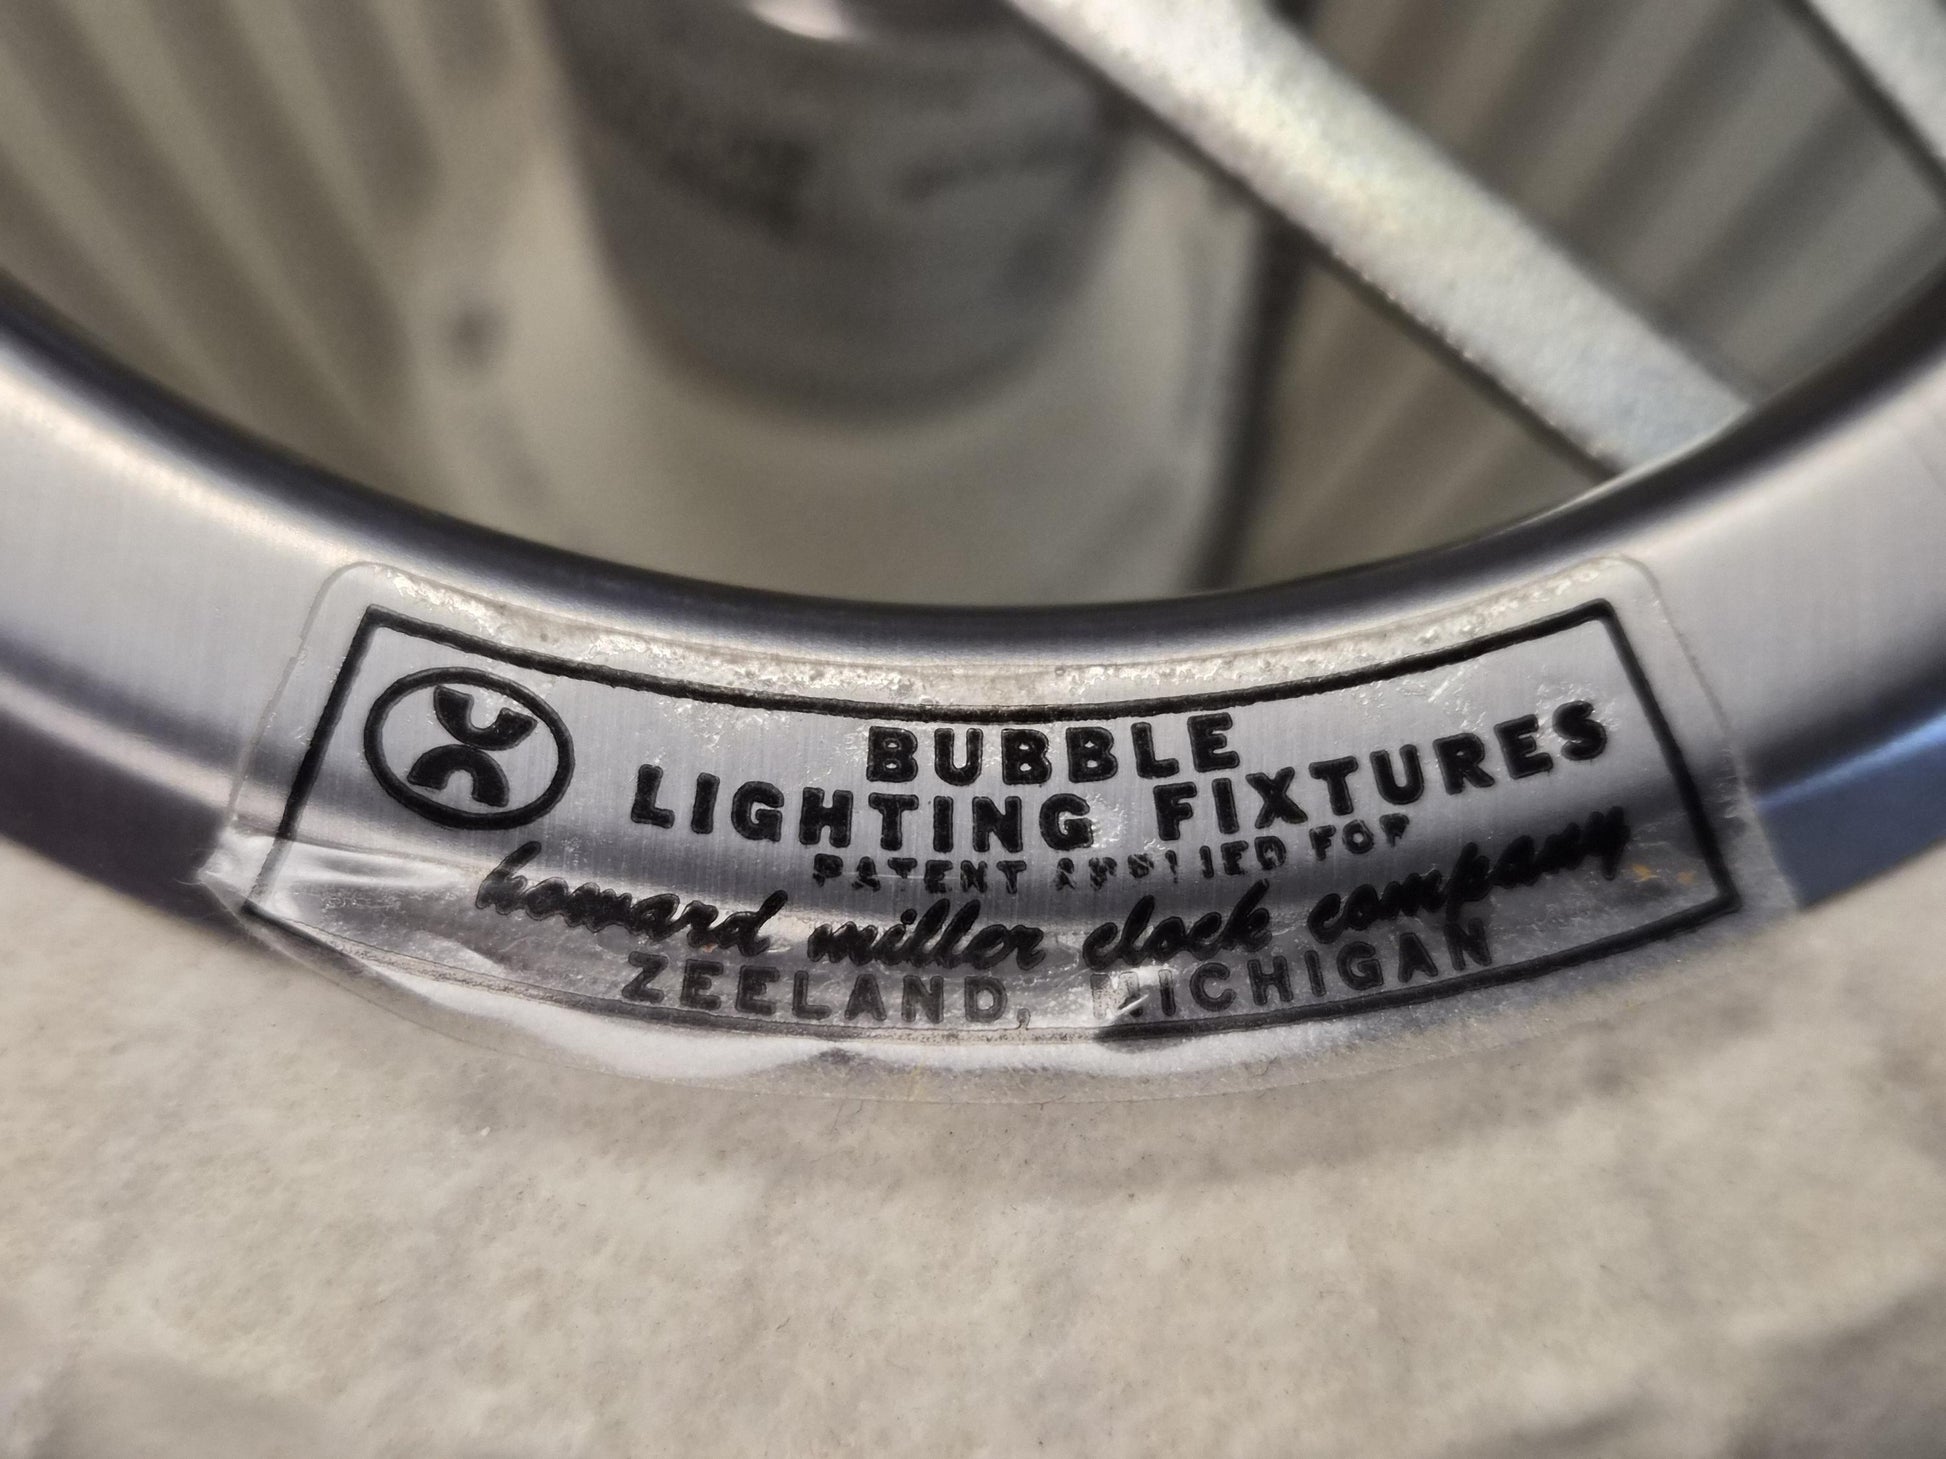 BUBBLE
LIGHTING FIXTURES
PATENT APPLIED FOR
howard miller clock company
ZEELAND, MICHIGAN